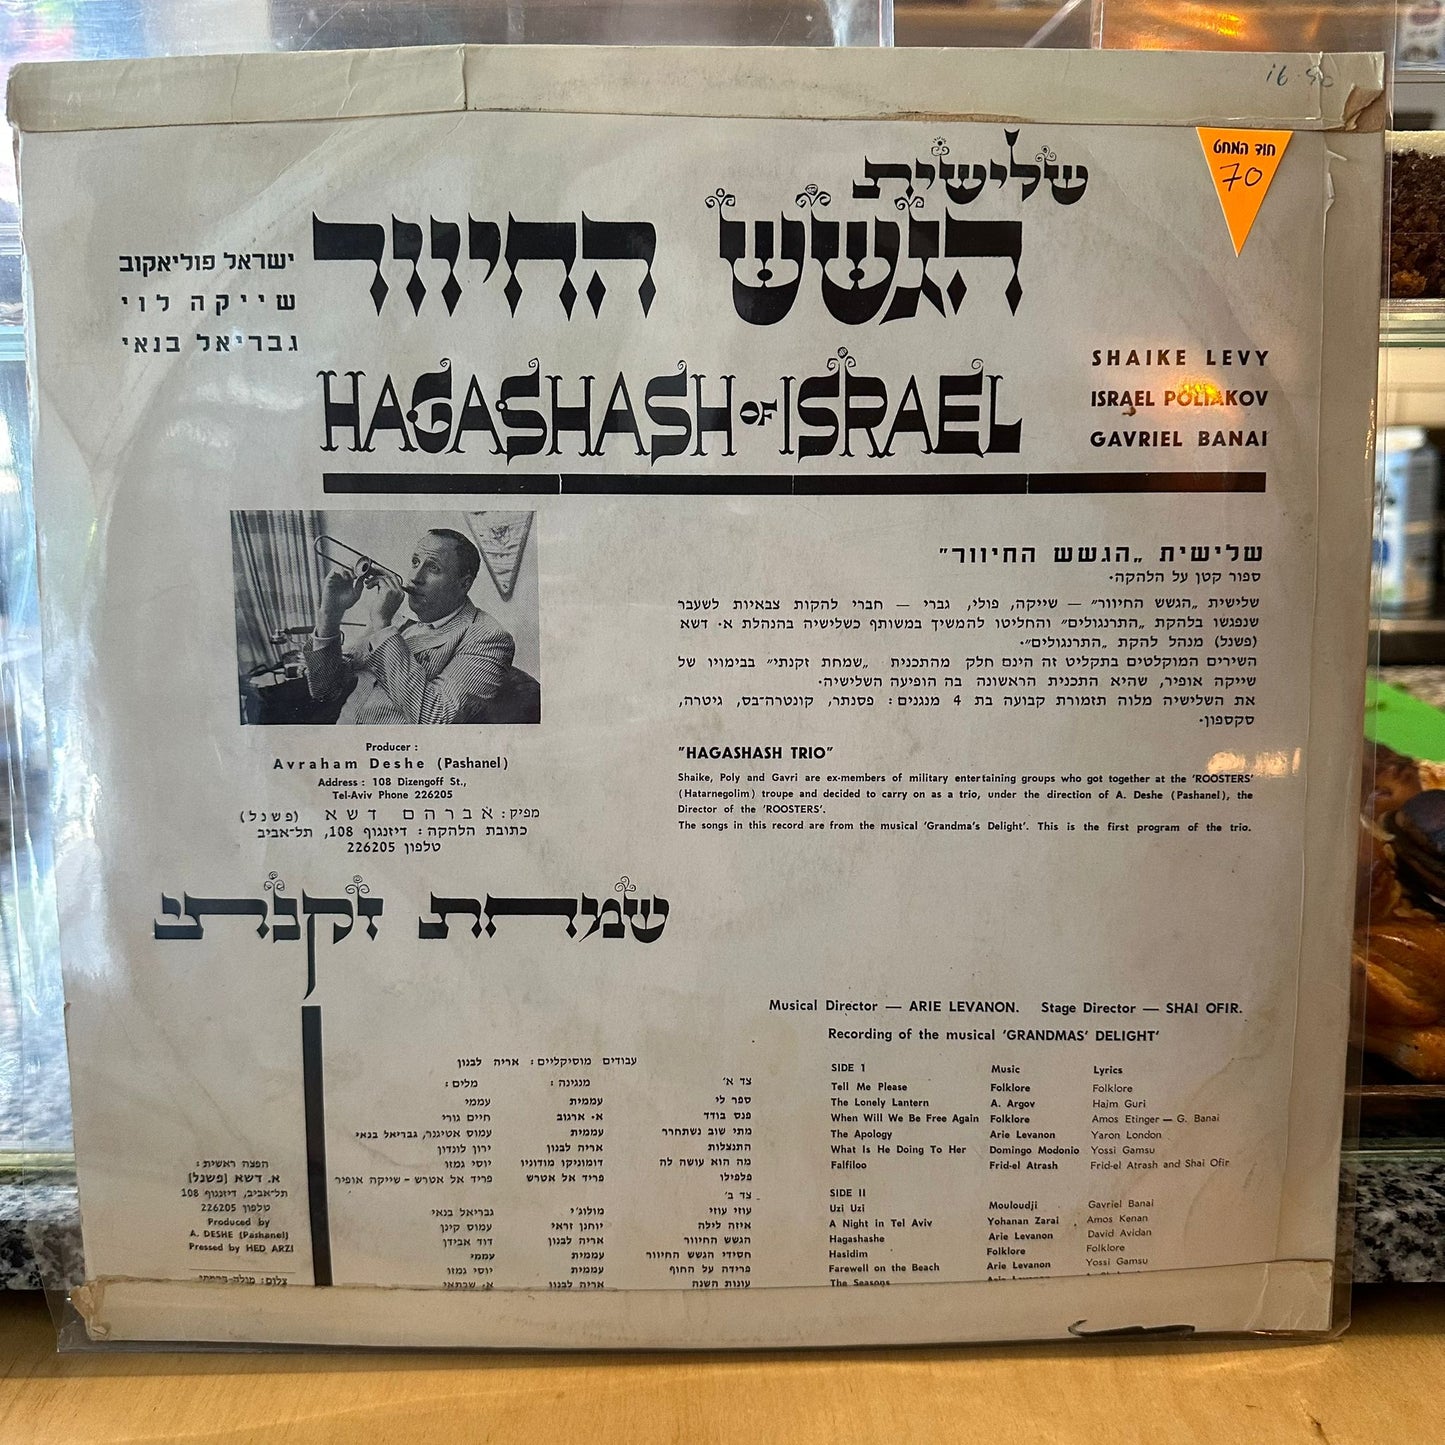 16.50
חוד המחט
70
שלישית
הגשש החיוור
ישראל פוליאקוב
שייקה לוי
גבריאל בנאי
HAGASHASH OF ISRAEL
SHAIKE LEVY
ISRAEL POLIAKOV
GAVRIEL BANAI
שלישית „הגשש החיוור"
ספור קטן על הלהקה.
שלישית „הגשש החיוור" — שייקה, פולי, גברי — חברי להקות צבאיות לשעבר
שנפגשו בלהקת „התרנגולים" והחליטו להמשיך במשותף כשלישיה בהנהלת א. דשא
(פשנל) מנהל להקת „התרנגולים".
השירים המוקלטים בתקליט זה הינם חלק מהתכנית „שמחת זקנתי" בבימויו של
שייקה אופיר, שהיא התכנית הראשונה בה הופיעה השלישיה.
את השלישיה מלוה תזמורת קבועה בת 4 מנגנים: פסנתר, קונטרה־בס, גיטרה,
סקספון.
"HAGASHASH TRIO"
Shaike, Poly and Gavri are ex-members of military entertaining groups who got together at the 'ROOSTERS'
(Hatarnegolim) troupe and decided to carry on as a trio, under the direction of A. Deshe (Pashanel), the
Director of the 'ROOSTERS'.
The songs in this record are from the musical 'Grandma's Delight'. This is the first program of the trio.
Producer :
Avraham Deshe (Pashanel)
Address : 108 Dizengoff St.,
Tel-Aviv Phone 226205
מפיק: אברהם דשא (פשנל)
כתובת הלהקה: דיזנגוף 108, תל־אביב
טלפון 226205
שמחת זקנתי
Musical Director — ARIE LEVANON. Stage Director — SHAI OFIR.
Recording of the musical 'GRANDMAS' DELIGHT'
עבודים מוסיקליים: אריה לבנון
צד א' מנגינה: מלים:
ספר לי עממית עממי
פנס בודד א. ארגוב חיים גורי
מתי שוב נשתחרר עממית עמוס אטינגר, גבריאל בנאי
התנצלות אריה לבנון ירון לונדון
מה הוא עושה לה דומוניקו מודוניו יוסי גמזו
פלפילו פריד אל אטרש פריד אל אטרש - שייקה אופיר
צד ב'
עוזי עוזי מולוג'י גבריאל בנאי
איזה לילה יוחנן זראי עמוס קינן
הגשש החיוור אריה לבנון דוד אבידן
חסידי הגשש החיוור עממית עממי
פרידה על החוף עממית יוסי גמזו
עונות השנה אריה לבנון א. שבתאי
SIDE 1 Music Lyrics
Tell Me Please Folklore Folklore
The Lonely Lantern A. Argov Hajm Guri
When Will We Be Free Again Folklore Amos Etinger — G. Banai
The Apology Arie Levanon Yaron London
What Is He Doing To Her Domingo Modonio Yossi Gamsu
Falfiloo Frid-el Atrash Frid-el Atrash and Shai Ofir
SIDE II
Uzi Uzi Mouloudji Gavriel Banai
A Night in Tel Aviv Yohanan Zarai Amos Kenan
Hagashashe Arie Levanon David Avidan
Hasidim Folklore Folklore
Farewell on the Beach Arie Levanon Yossi Gamsu
The Seasons Arie Levanon
הפצה ראשית:
א. דשא (פשנל)
תל־אביב, דיזנגוף 108
טלפון 226205
Produced by
A. DESHE (Pashanel)
Pressed by HED ARZI
צלום: